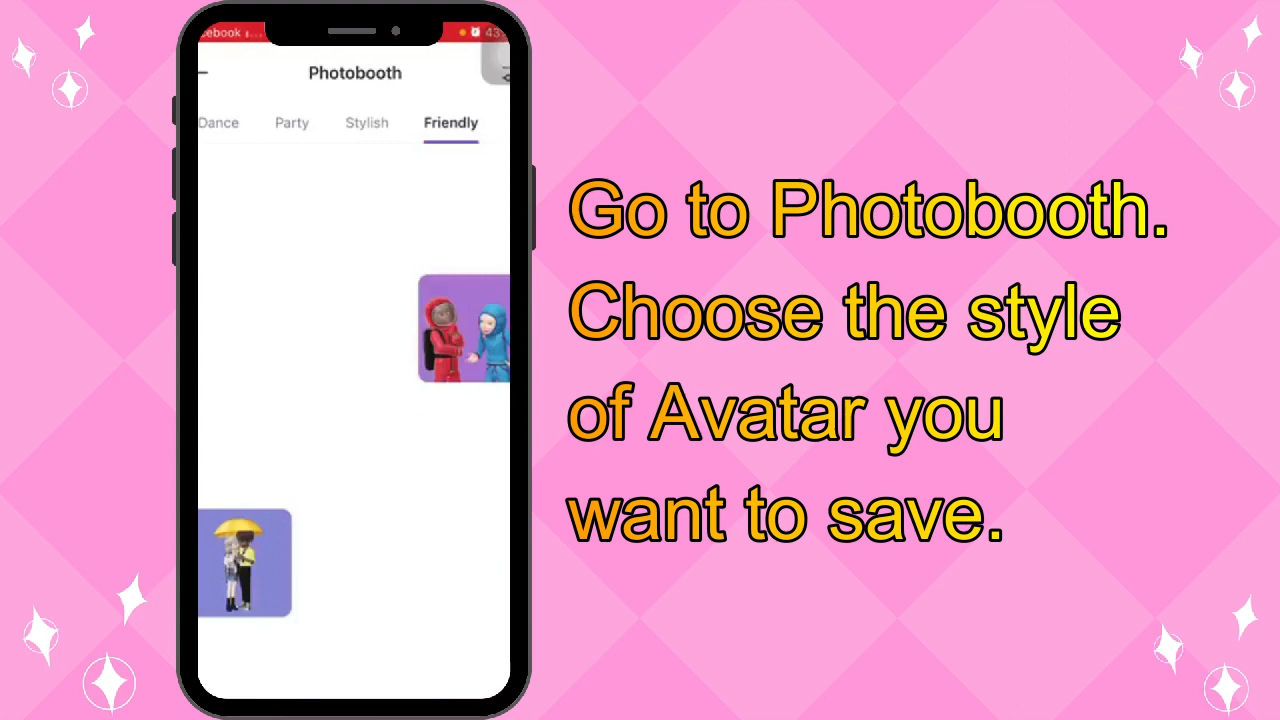 Photobooth
Dance Party Stylish Friendly
Go to Photobooth.
Choose the style
of Avatar you
want to save.